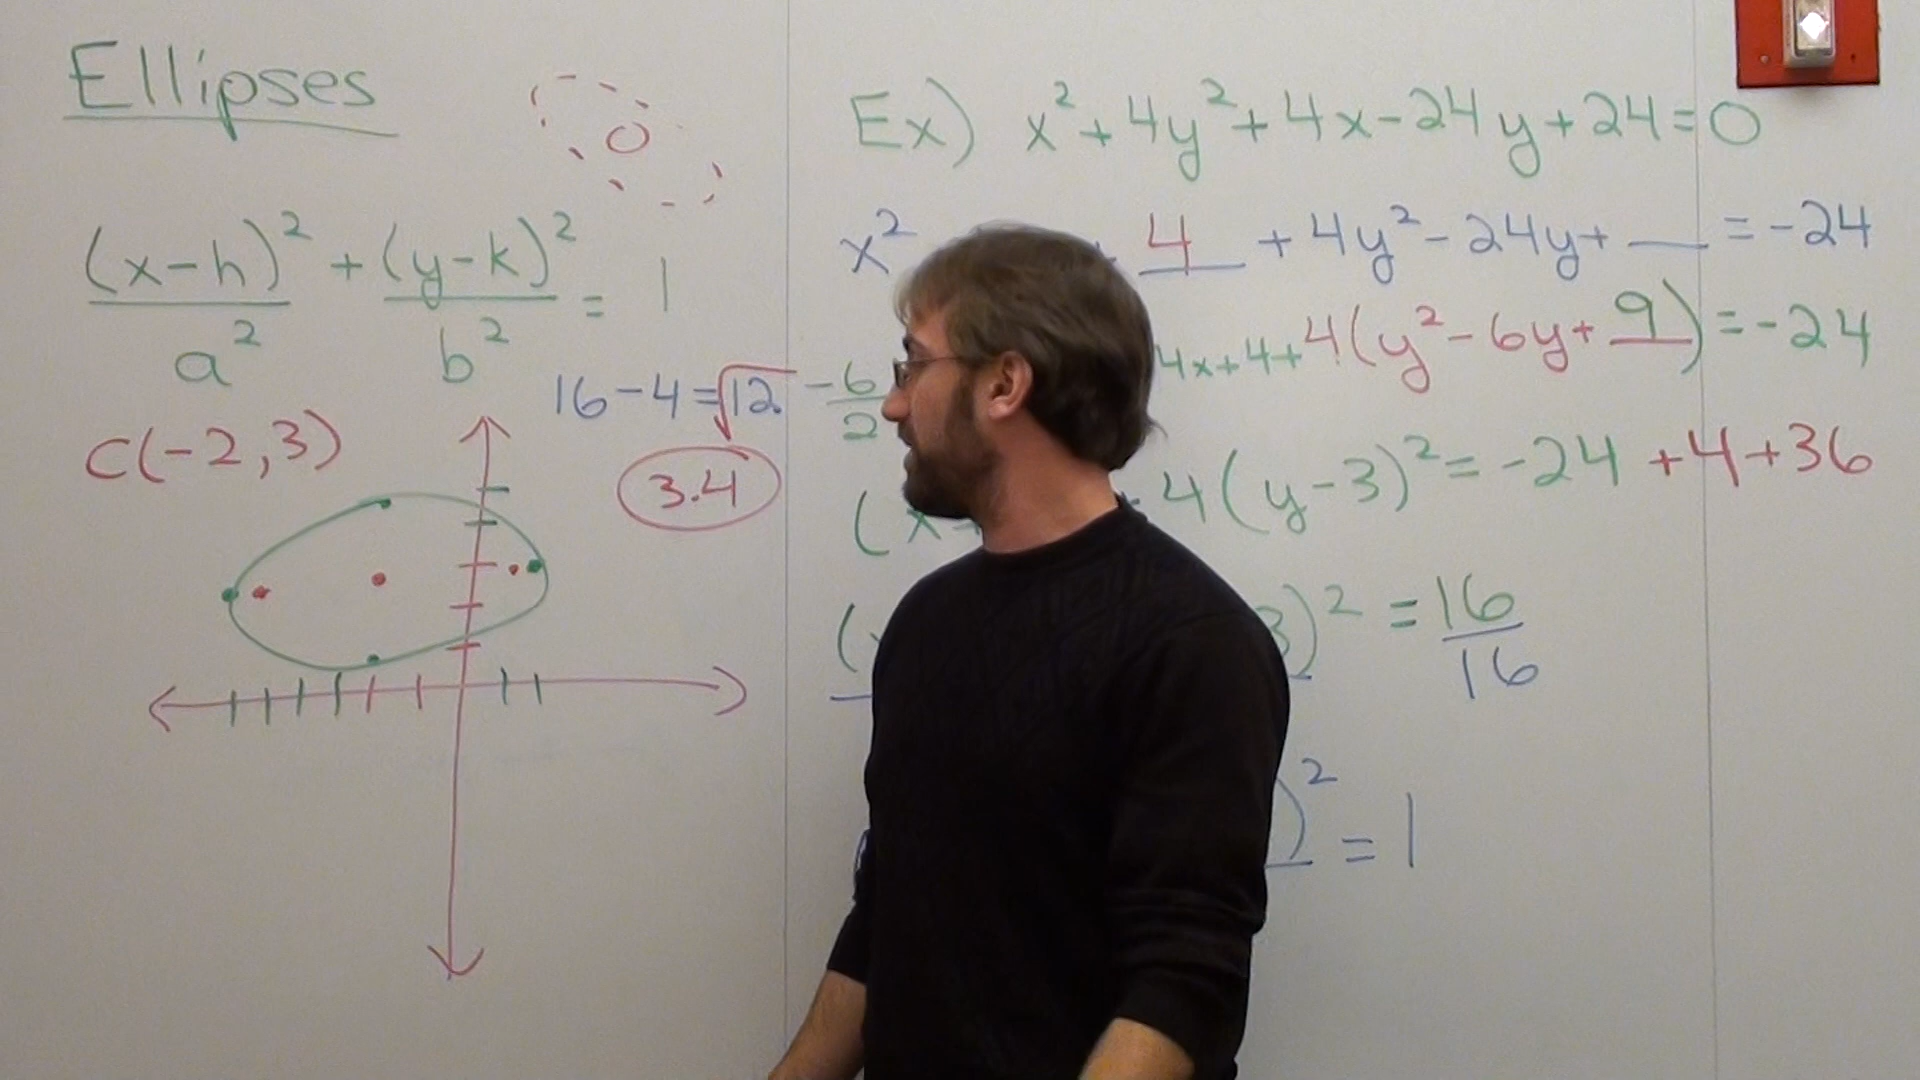 Ellipses
(x-h)²/a² + (y-k)²/b² = 1
C(-2,3)
16-4=√12
3.4
-6/2
Ex) x²+4y²+4x-24y+24=0
x² 4 + 4y²-24y+__ = -24
4x+4+4(y²-6y+9) = -24
(x 4(y-3)² = -24 +4+36
( 3)² = 16/16
)² = 1